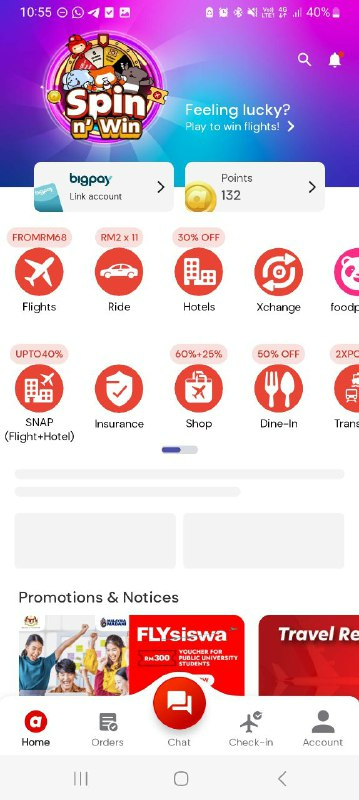 10:55
40%
Spin
n' Win
Feeling lucky?
Play to win flights!
bigpay
Link account
Points
132
FROMRM68
RM2 x 11
30% OFF
Flights
Ride
Hotels
Xchange
foodp
UPTO40%
60%+25%
50% OFF
2XPO
SNAP
(Flight+Hotel)
Insurance
Shop
Dine-In
Trans
Promotions & Notices
MALAYSIA
MADANI
FLYsiswa
RM300
VOUCHER FOR
PUBLIC UNIVERSITY
STUDENTS
Travel Re
Home
Orders
Chat
Check-in
Account